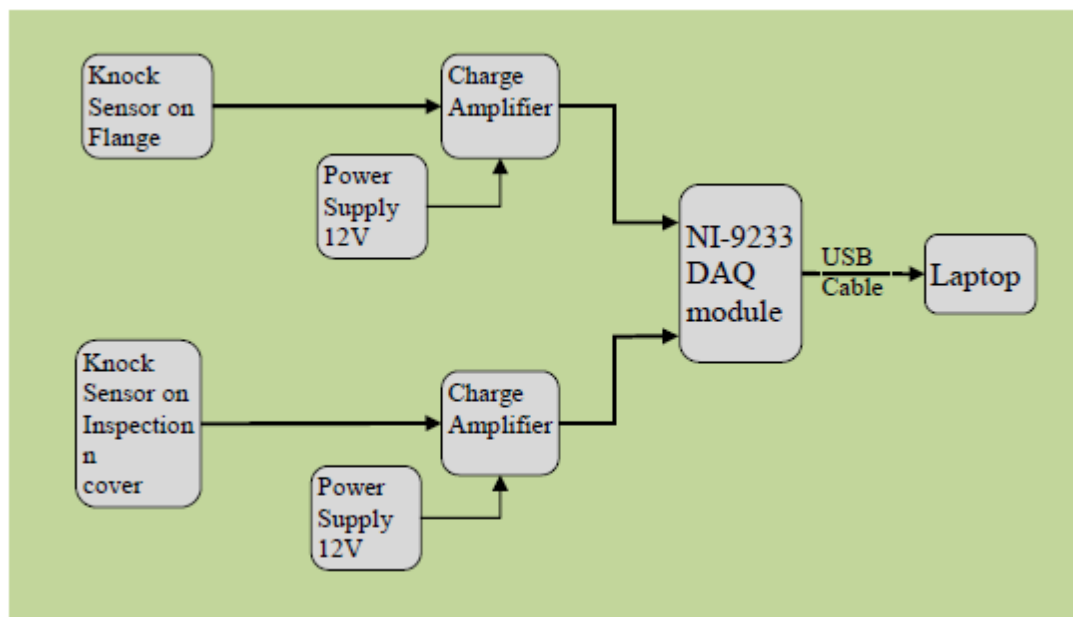 Knock
Sensor on
Flange
Charge
Amplifier
Power
Supply
12V
NI-9233
DAQ
module
USB
Cable
Laptop
Knock
Sensor on
Inspection
n
cover
Charge
Amplifier
Power
Supply
12V